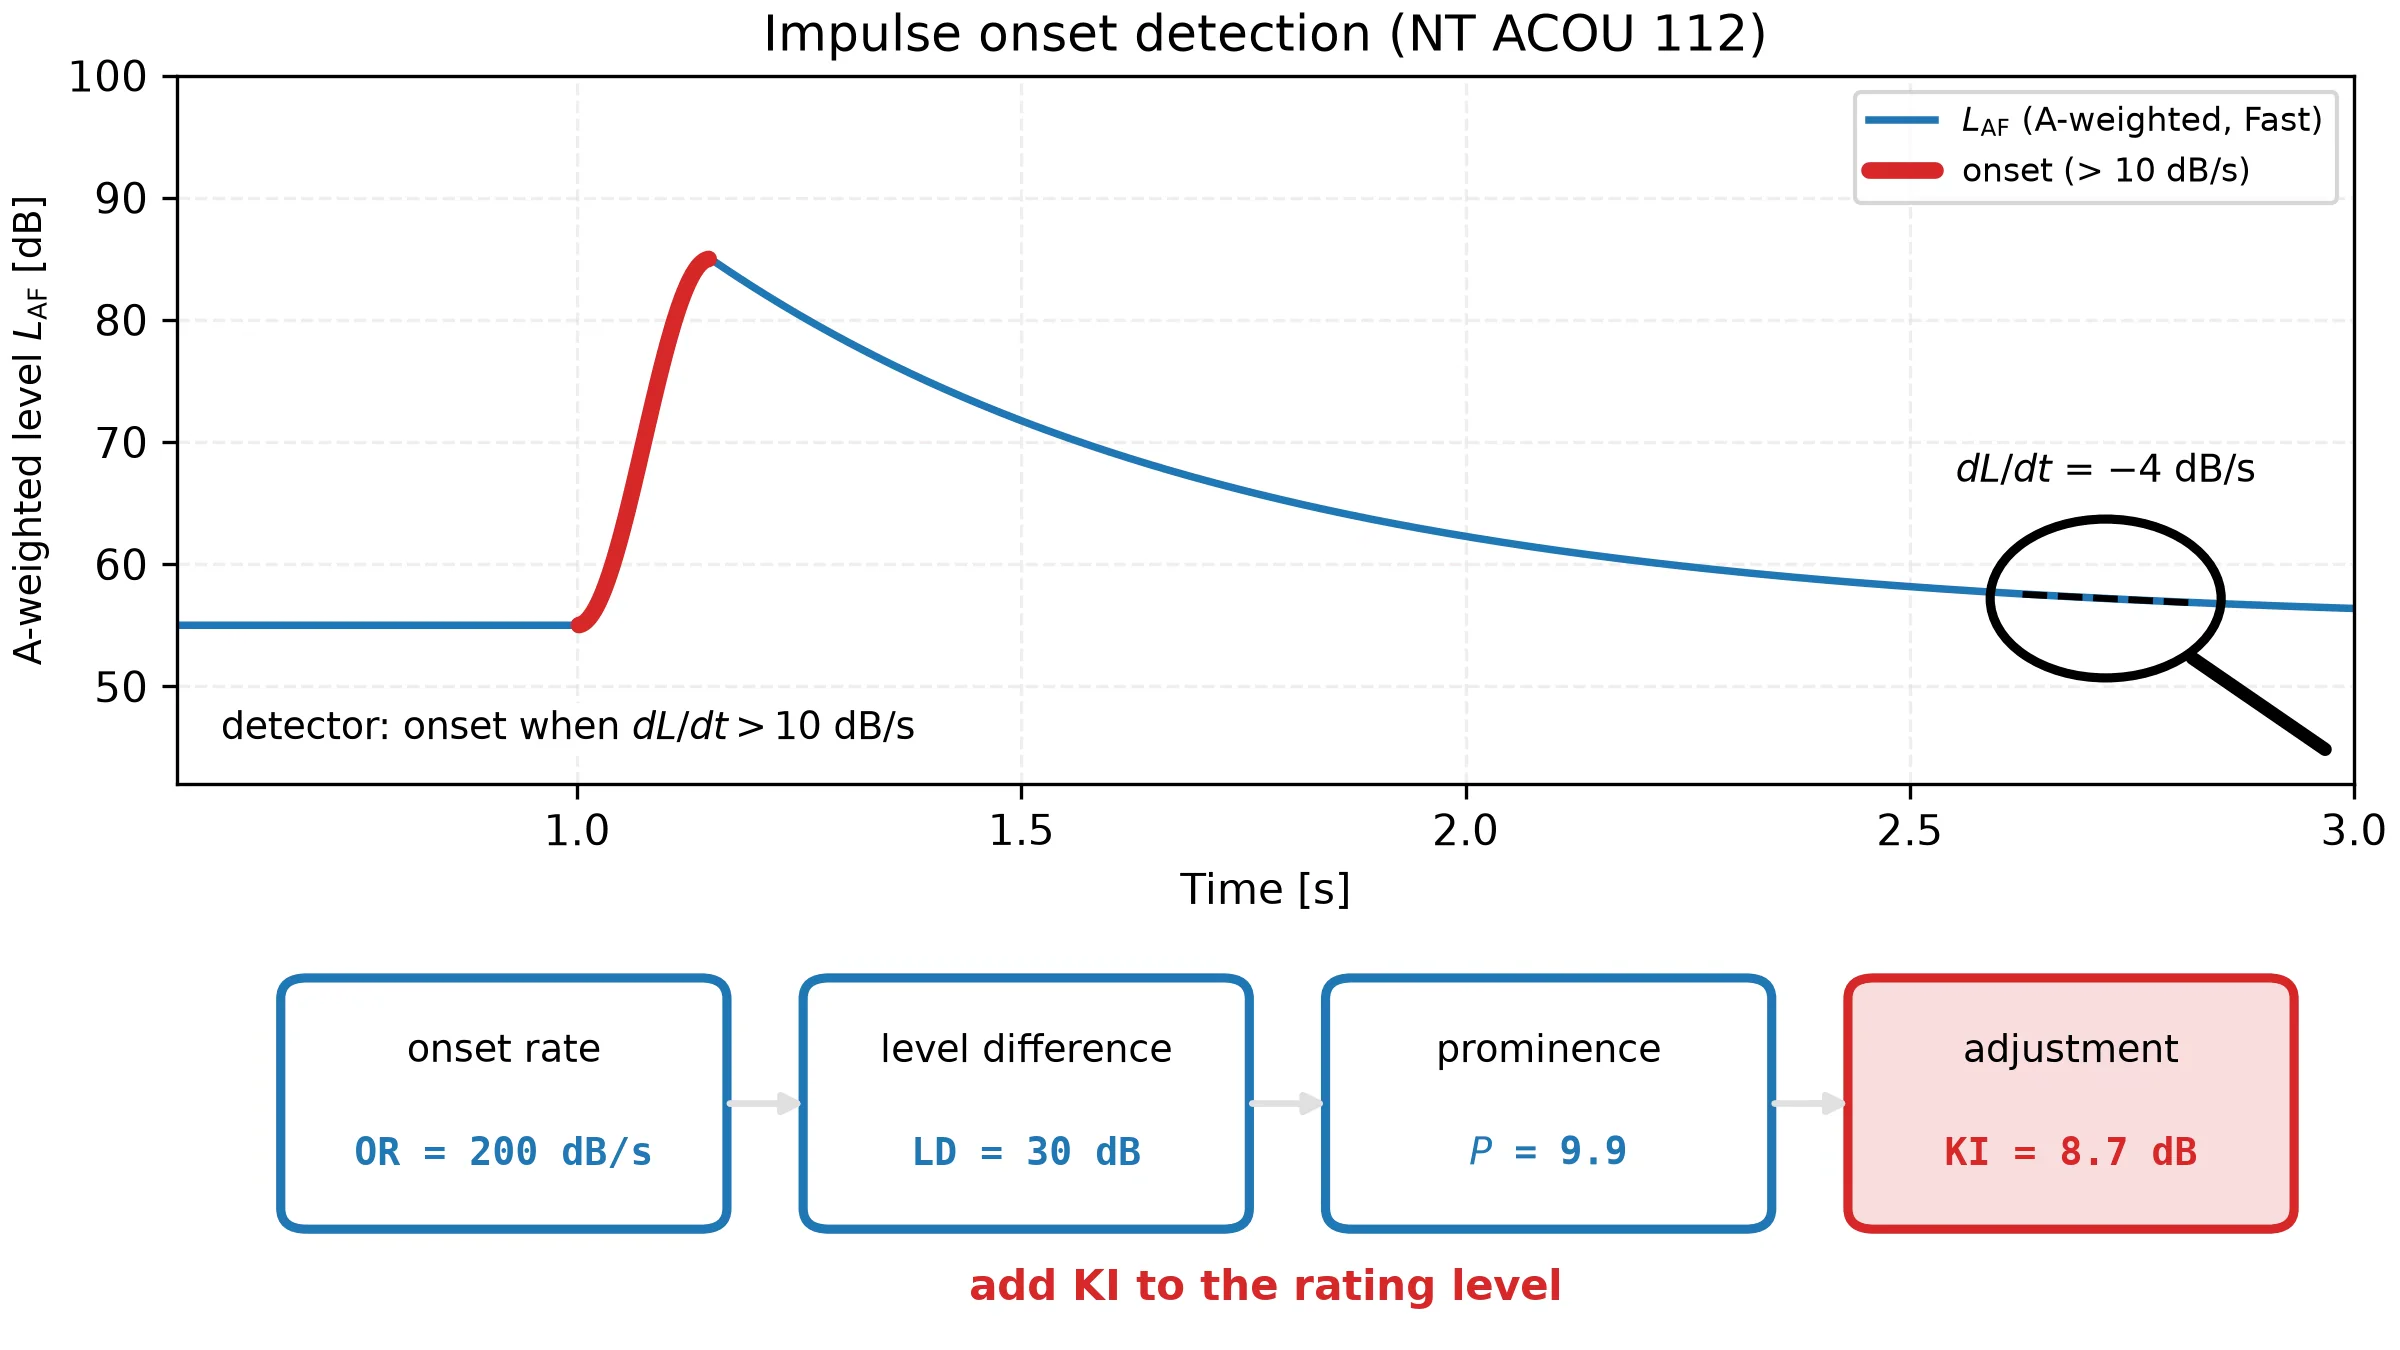 Impulse onset detection (NT ACOU 112)
A-weighted level LAF [dB]
100
90
80
70
60
50
LAF (A-weighted, Fast)
onset (> 10 dB/s)
dL/dt = −4 dB/s
detector: onset when dL/dt > 10 dB/s
1.0 1.5 2.0 2.5 3.0
Time [s]
onset rate
OR = 200 dB/s
level difference
LD = 30 dB
prominence
P = 9.9
adjustment
KI = 8.7 dB
add KI to the rating level